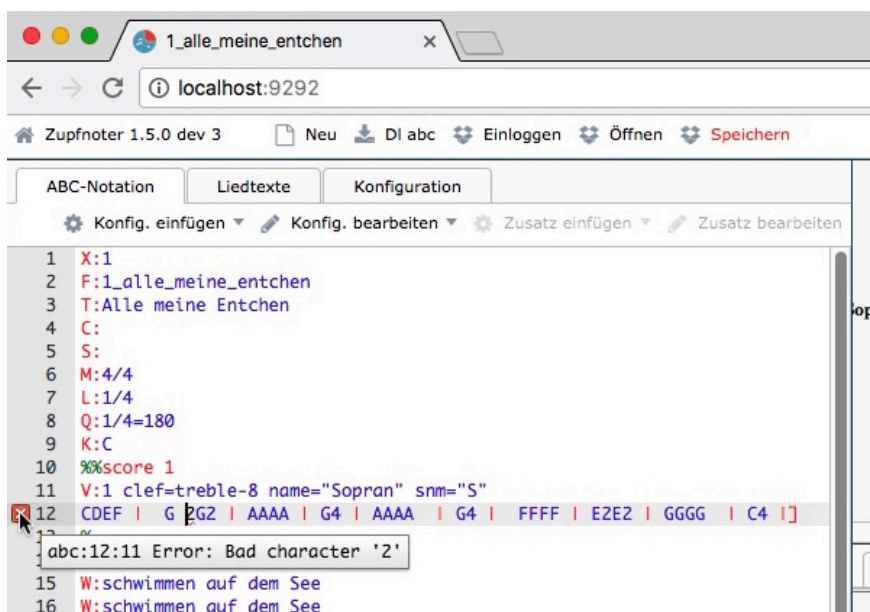 1_alle_meine_entchen
localhost:9292
Zupfnoter 1.5.0 dev 3 Neu Dl abc Einloggen Öffnen Speichern
ABC-Notation Liedtexte Konfiguration
Konfig. einfügen Konfig. bearbeiten Zusatz einfügen Zusatz bearbeiten
1 X:1
2 F:1_alle_meine_entchen
3 T:Alle meine Entchen
4 C:
5 S:
6 M:4/4
7 L:1/4
8 Q:1/4=180
9 K:C
10 %%score 1
11 V:1 clef=treble-8 name="Sopran" snm="S"
12 CDEF | G 2G2 | AAAA | G4 | AAAA | G4 | FFFF | E2E2 | GGGG | C4 |]
abc:12:11 Error: Bad character '2'
15 W:schwimmen auf dem See
16 W:schwimmen auf dem See